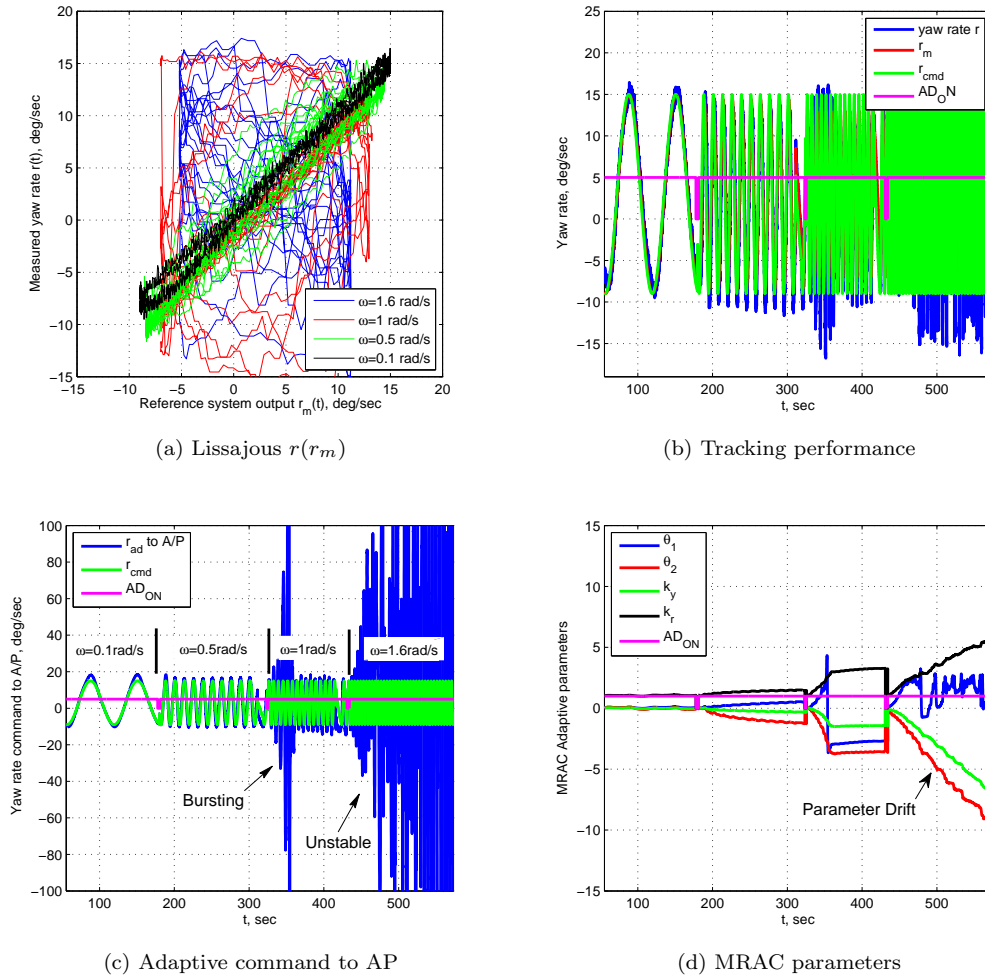 20
15
10
5
0
−5
−10
−15
−15
−10
−5
0
5
10
15
20
Reference system output r_m(t), deg/sec
Measured yaw rate r(t), deg/sec
ω=1.6 rad/s
ω=1 rad/s
ω=0.5 rad/s
ω=0.1 rad/s
(a) Lissajous r(r_m)
25
20
15
10
5
0
−5
−10
−15
100
200
300
400
500
t, sec
Yaw rate, deg/sec
yaw rate r
r_m
r_cmd
AD_ON
(b) Tracking performance
100
80
60
40
20
0
−20
−40
−60
−80
−100
100
200
300
400
500
t, sec
Yaw rate command to A/P, deg/sec
r_ad to A/P
r_cmd
AD_ON
ω=0.1rad/s
ω=0.5rad/s
ω=1rad/s
ω=1.6rad/s
Bursting
Unstable
(c) Adaptive command to AP
15
10
5
0
−5
−10
−15
100
200
300
400
500
t, sec
MRAC Adaptive parameters
θ_1
θ_2
k_y
k_r
AD_ON
Parameter Drift
(d) MRAC parameters